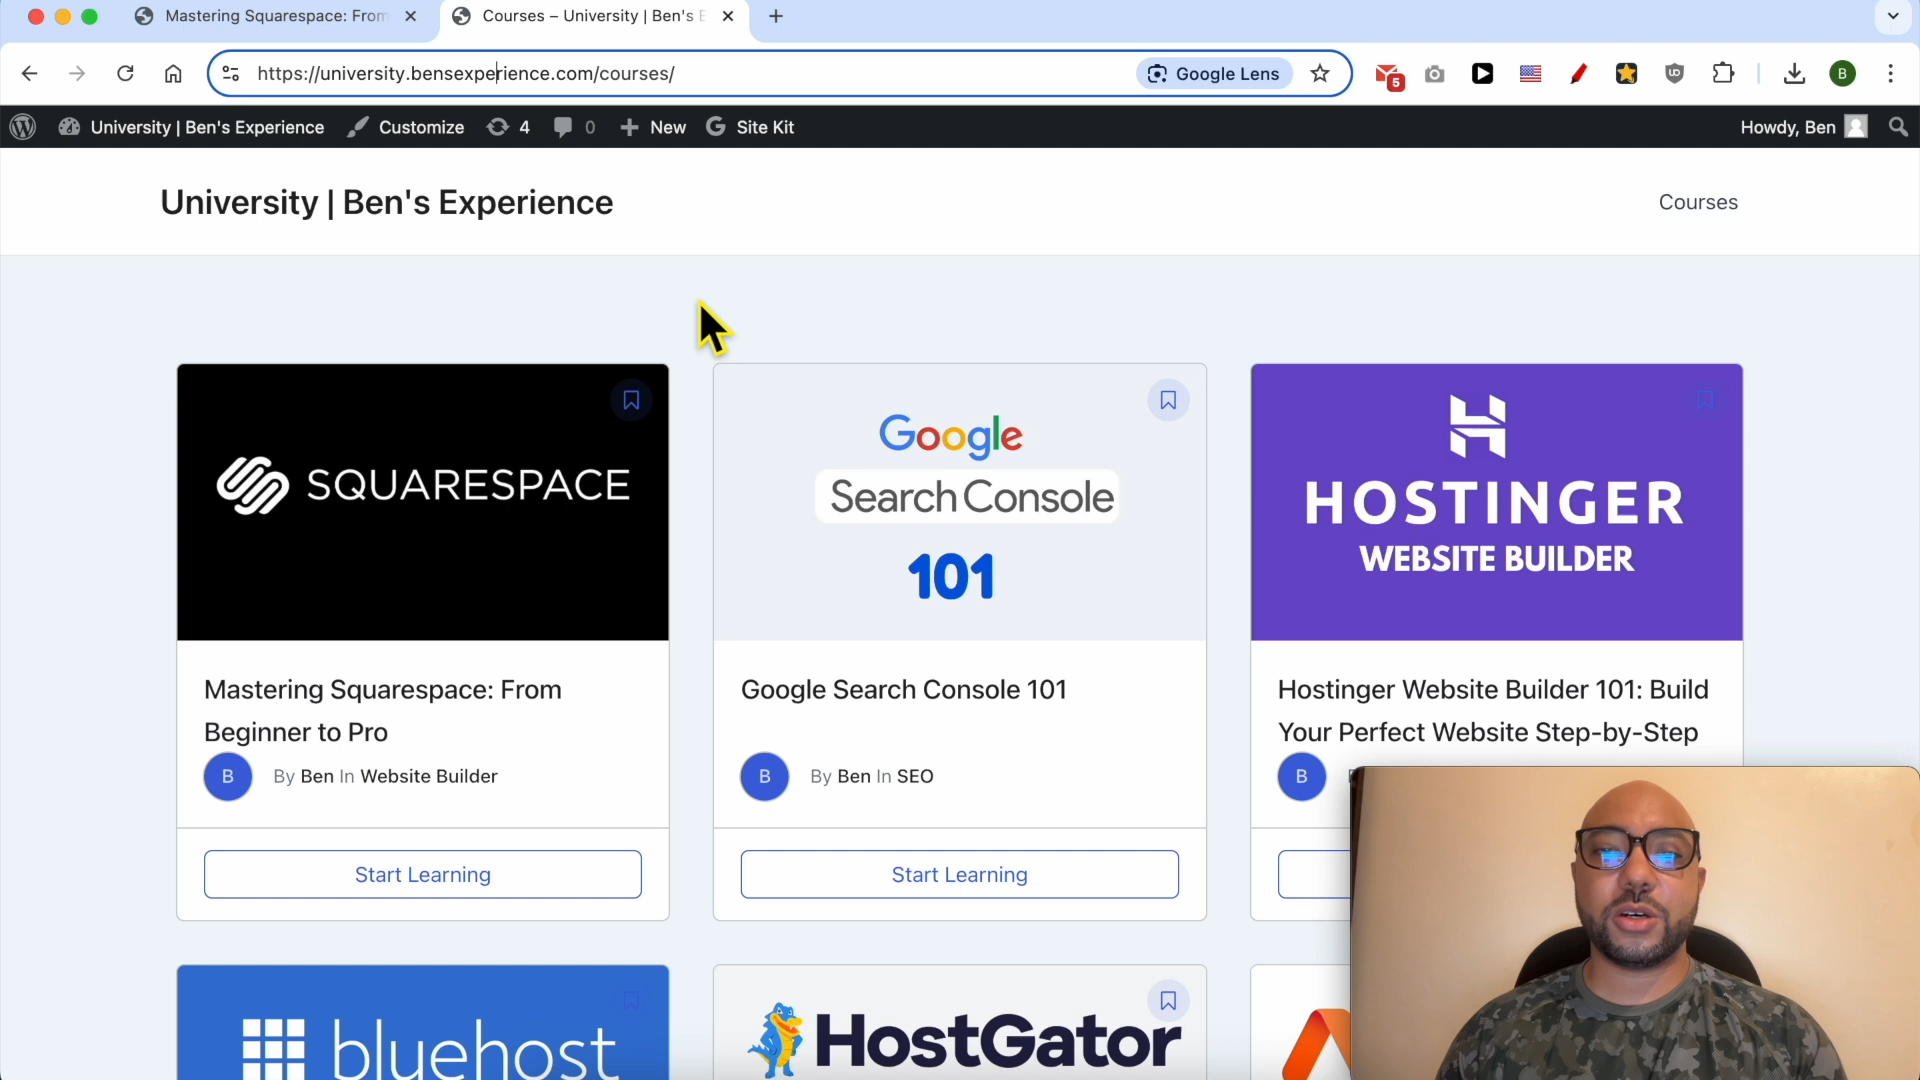 Mastering Squarespace: From
Courses – University | Ben's E
https://university.bensexperience.com/courses/
Google Lens
5
B
University | Ben's Experience
Customize
4
0
New
Site Kit
Howdy, Ben
University | Ben's Experience
Courses
SQUARESPACE
Google
Search Console
101
HOSTINGER
WEBSITE BUILDER
Mastering Squarespace: From
Beginner to Pro
B
By Ben In Website Builder
Start Learning
Google Search Console 101
B
By Ben In SEO
Start Learning
Hostinger Website Builder 101: Build
Your Perfect Website Step-by-Step
B
bluehost
HostGator